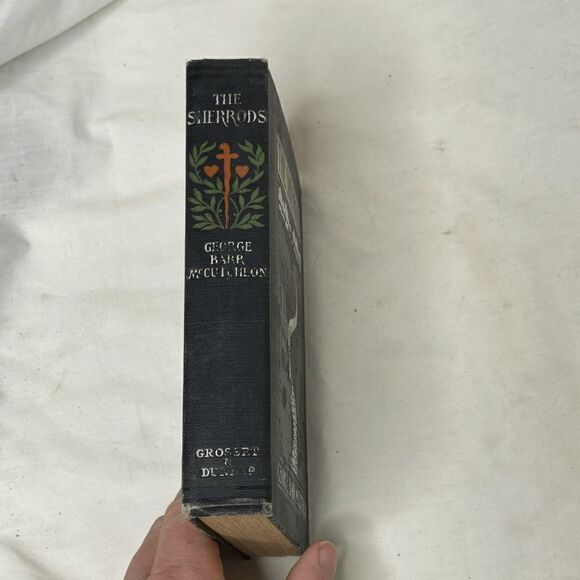 THE
SHERRODS
GEORGE
BARR
McCUTCHEON
GROSSET
&
DUNLAP